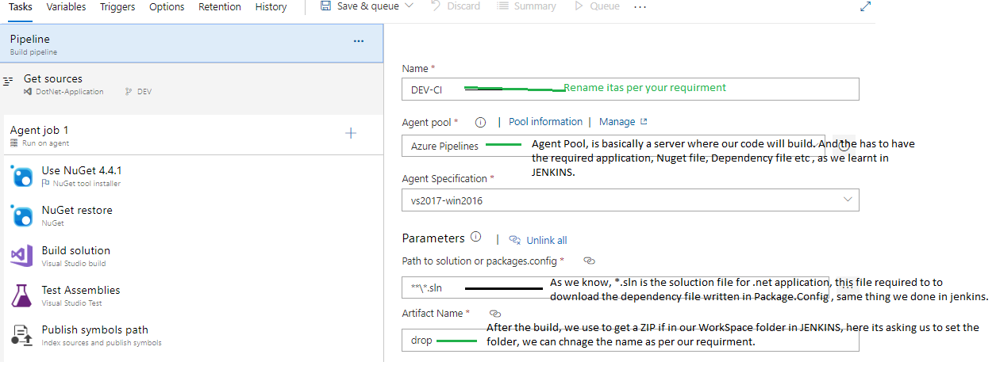 Tasks Variables Triggers Options Retention History Save & queue Discard Summary Queue ...
Pipeline
Build pipeline
Get sources
DotNet-Application DEV
Agent job 1
Run on agent
Use NuGet 4.4.1
NuGet tool installer
NuGet restore
NuGet
Build solution
Visual Studio build
Test Assemblies
Visual Studio Test
Publish symbols path
Index sources and publish symbols
Name *
DEV-CI Rename itas per your requirment
Agent pool * | Pool information | Manage
Azure Pipelines Agent Pool, is basically a server where our code will build. And the has to have
the required application, Nuget file, Dependency file etc , as we learnt in
JENKINS.
Agent Specification *
vs2017-win2016
Parameters | Unlink all
Path to solution or packages.config *
**\*.sln As we know, *.sln is the soluction file for .net application, this file required to to
download the dependency file written in Package.Config , same thing we done in jenkins.
Artifact Name *
After the build, we use to get a ZIP if in our WorkSpace folder in JENKINS, here its asking us to set the
drop folder, we can chnage the name as per our requirment.